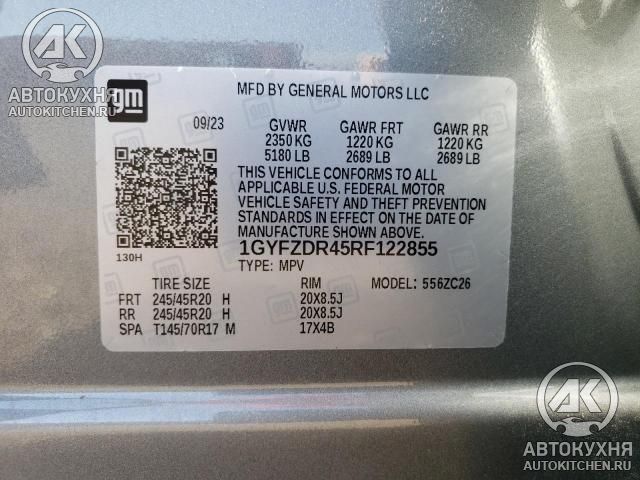 AK
АВТОКУХНЯ
AUTOKITCHEN.RU
gm
MFD BY GENERAL MOTORS LLC
09/23 GVWR GAWR FRT GAWR RR
2350 KG 1220 KG 1220 KG
5180 LB 2689 LB 2689 LB
THIS VEHICLE CONFORMS TO ALL
APPLICABLE U.S. FEDERAL MOTOR
VEHICLE SAFETY AND THEFT PREVENTION
STANDARDS IN EFFECT ON THE DATE OF
MANUFACTURE SHOWN ABOVE.
130H
1GYFZDR45RF122855
TYPE: MPV
TIRE SIZE RIM MODEL: 556ZC26
FRT 245/45R20 H 20X8.5J
RR 245/45R20 H 20X8.5J
SPA T145/70R17 M 17X4B
AK
АВТОКУХНЯ
AUTOKITCHEN.RU